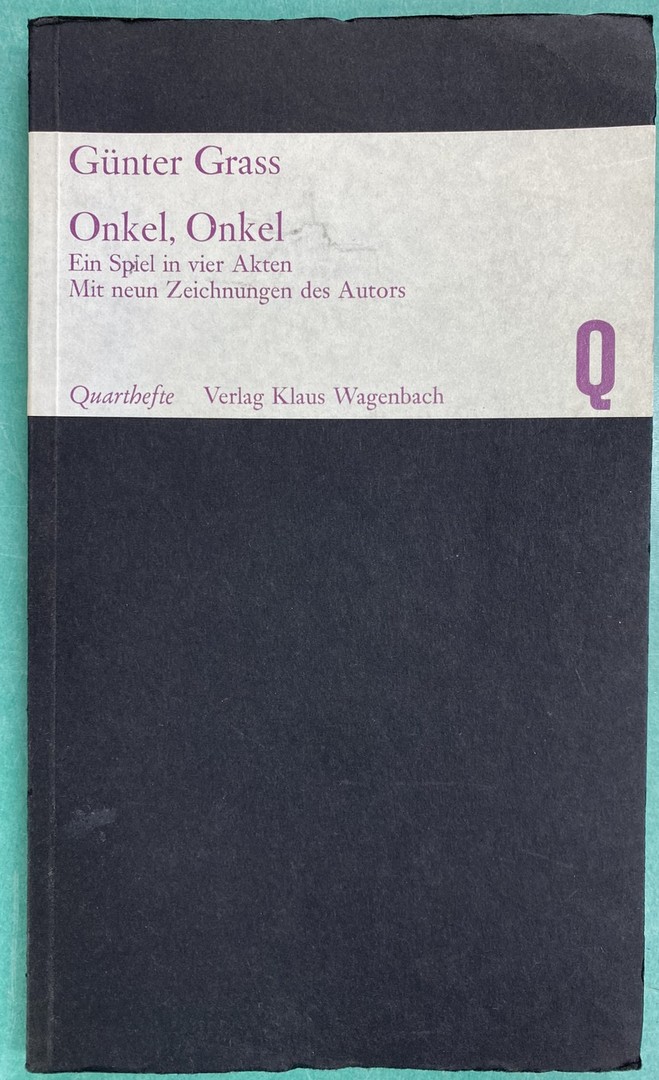 Günter Grass
Onkel, Onkel
Ein Spiel in vier Akten
Mit neun Zeichnungen des Autors
Q
Quarthefte Verlag Klaus Wagenbach